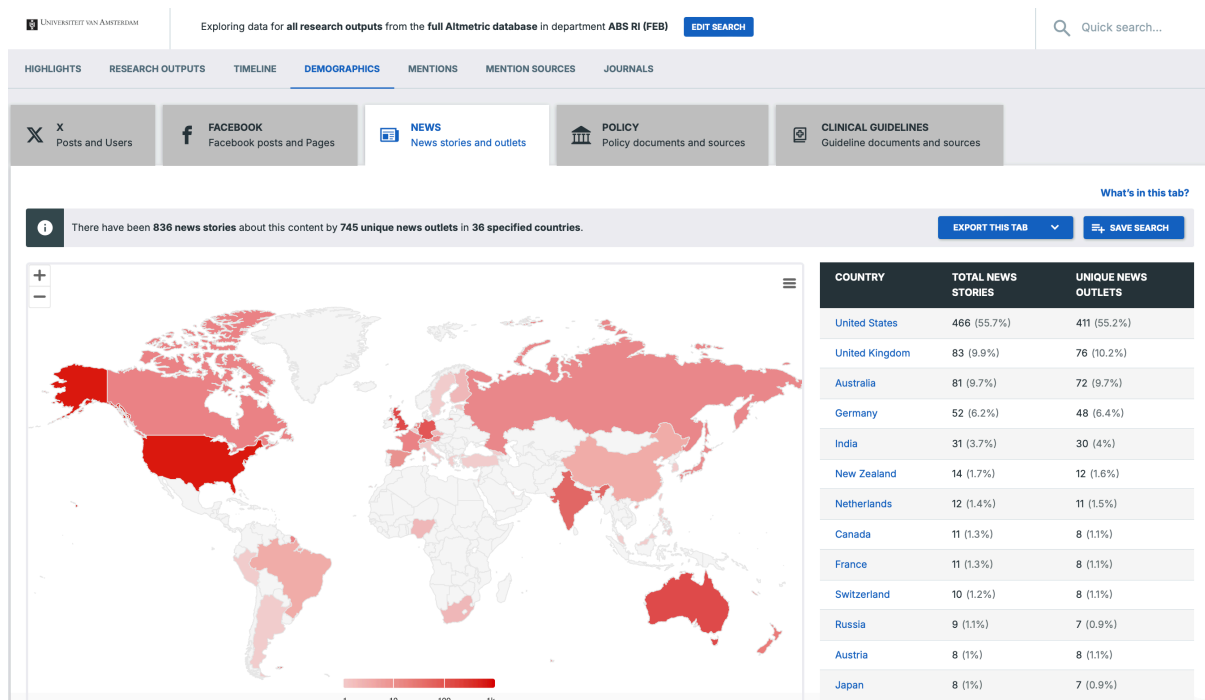 UNIVERSITEIT VAN AMSTERDAM
Exploring data for all research outputs from the full Altmetric database in department ABS RI (FEB)
EDIT SEARCH
Quick search...
HIGHLIGHTS RESEARCH OUTPUTS TIMELINE DEMOGRAPHICS MENTIONS MENTION SOURCES JOURNALS
X
Posts and Users
FACEBOOK
Facebook posts and Pages
NEWS
News stories and outlets
POLICY
Policy documents and sources
CLINICAL GUIDELINES
Guideline documents and sources
What's in this tab?
There have been 836 news stories about this content by 745 unique news outlets in 36 specified countries.
EXPORT THIS TAB
SAVE SEARCH
COUNTRY TOTAL NEWS STORIES UNIQUE NEWS OUTLETS
United States 466 (55.7%) 411 (55.2%)
United Kingdom 83 (9.9%) 76 (10.2%)
Australia 81 (9.7%) 72 (9.7%)
Germany 52 (6.2%) 48 (6.4%)
India 31 (3.7%) 30 (4%)
New Zealand 14 (1.7%) 12 (1.6%)
Netherlands 12 (1.4%) 11 (1.5%)
Canada 11 (1.3%) 8 (1.1%)
France 11 (1.3%) 8 (1.1%)
Switzerland 10 (1.2%) 8 (1.1%)
Russia 9 (1.1%) 7 (0.9%)
Austria 8 (1%) 8 (1.1%)
Japan 8 (1%) 7 (0.9%)